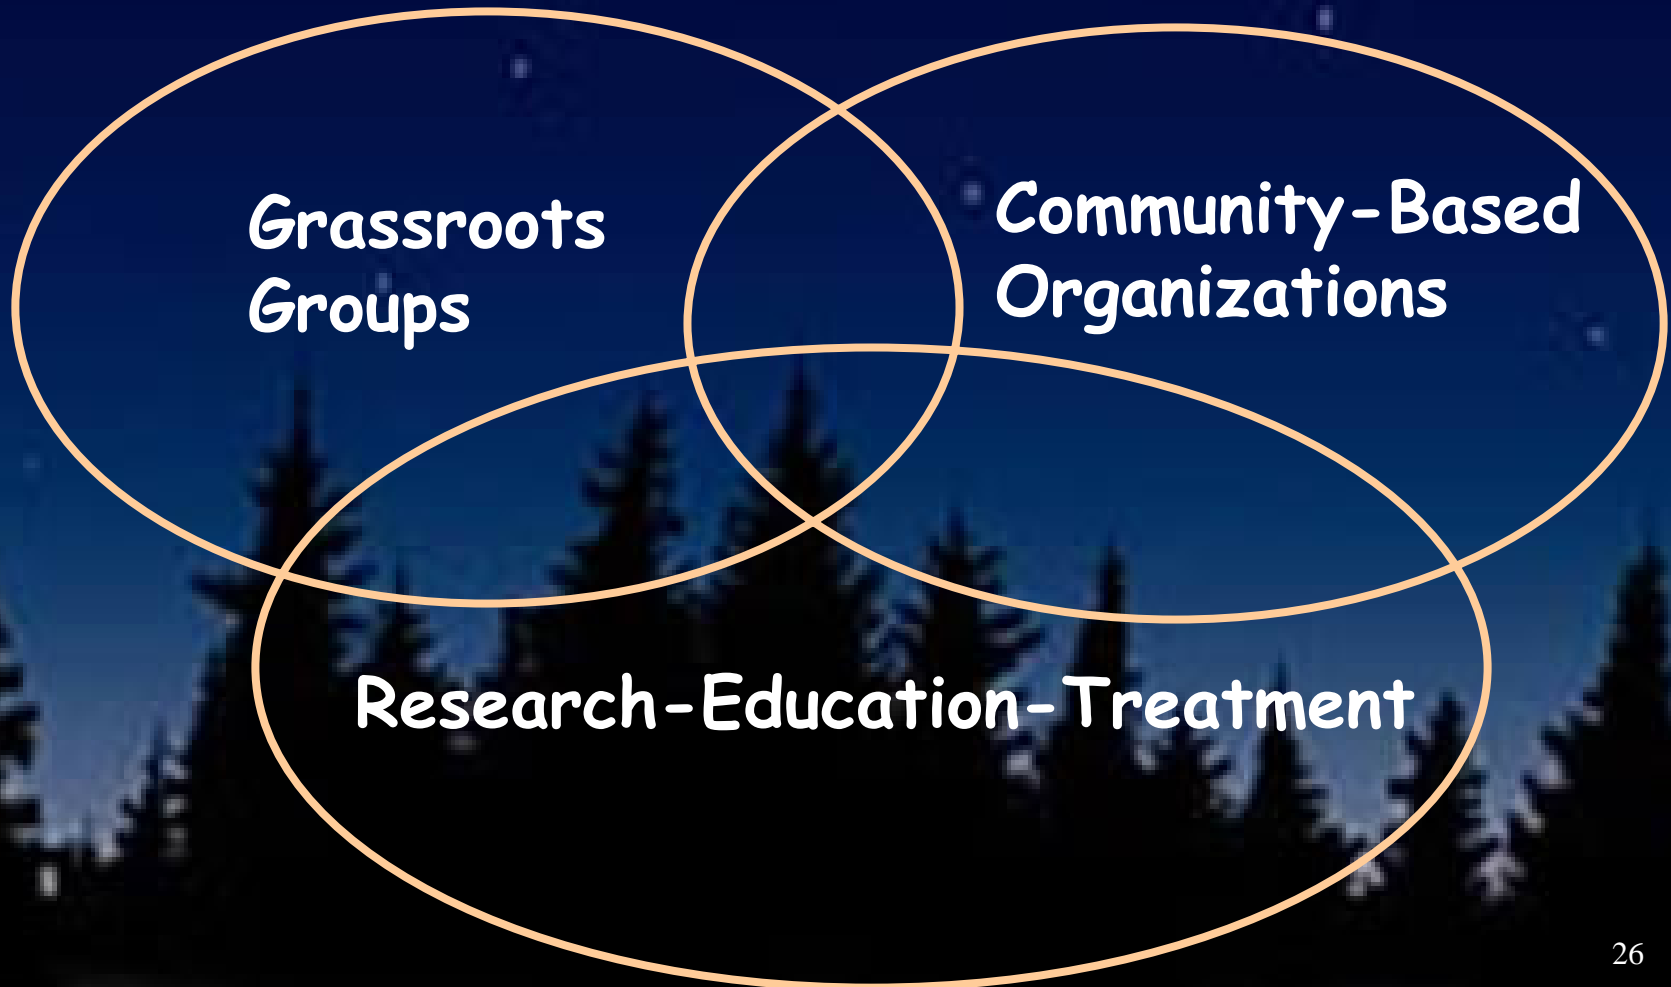 Grassroots
Groups
Community-Based
Organizations
Research-Education-Treatment
26